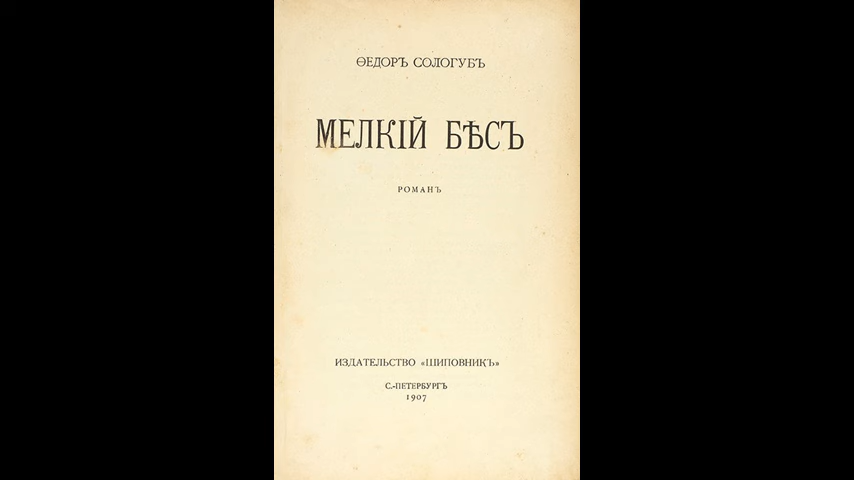 ѲЕДОРЪ СОЛОГУБЪ
МЕЛКІЙ БѢСЪ
РОМАНЪ
ИЗДАТЕЛЬСТВО «ШИПОВНИКЪ»
С.-ПЕТЕРБУРГЪ
1907